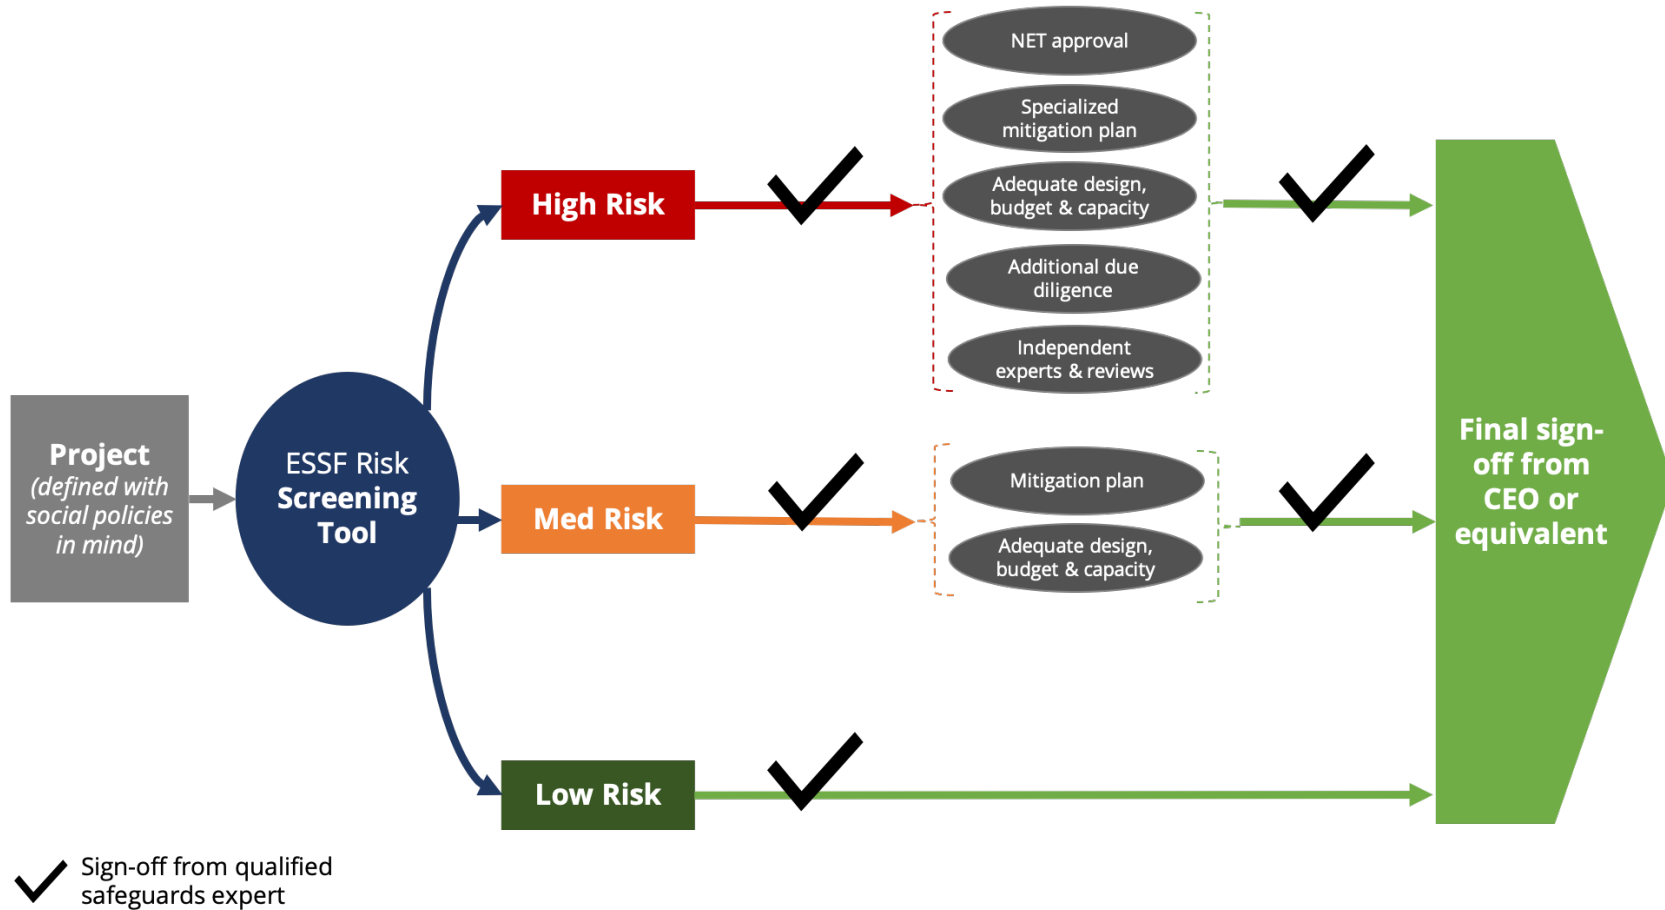 Project
(defined with
social policies
in mind)
ESSF Risk
Screening
Tool
High Risk
NET approval
Specialized
mitigation plan
Adequate design,
budget & capacity
Additional due
diligence
Independent
experts & reviews
Med Risk
Mitigation plan
Adequate design,
budget & capacity
Low Risk
Final sign-
off from
CEO or
equivalent
Sign-off from qualified
safeguards expert